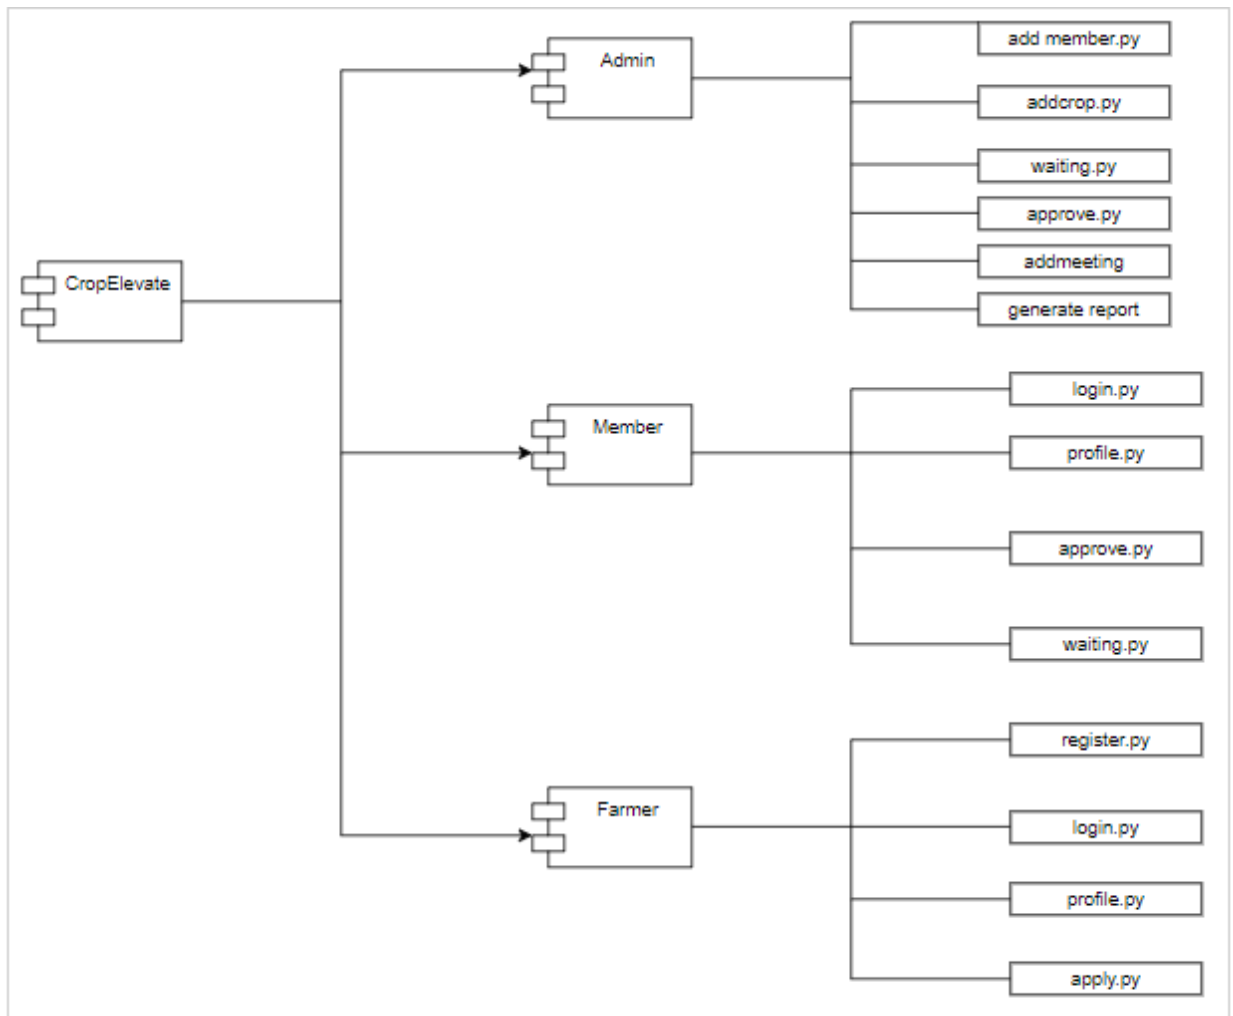 CropElevate
Admin
add member.py
addcrop.py
waiting.py
approve.py
addmeeting
generate report
Member
login.py
profile.py
approve.py
waiting.py
Farmer
register.py
login.py
profile.py
apply.py